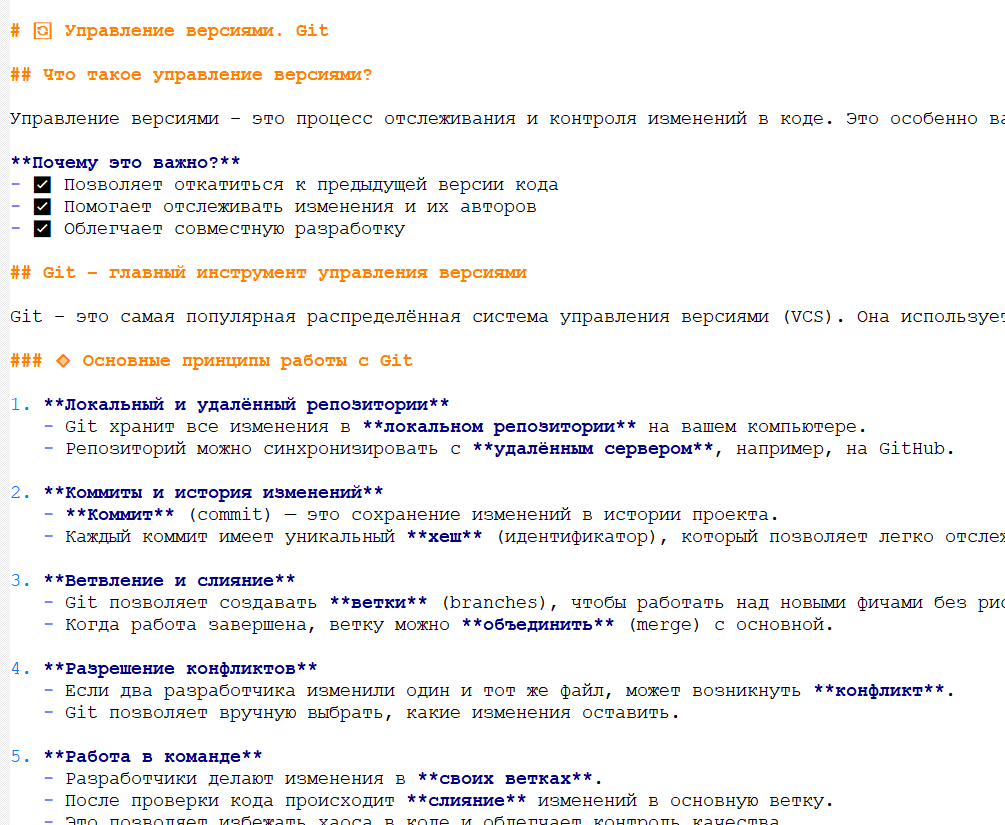 # 🔄 Управление версиями. Git
## Что такое управление версиями?
Управление версиями – это процесс отслеживания и контроля изменений в коде. Это особенно
**Почему это важно?**
- ✅ Позволяет откатиться к предыдущей версии кода
- ✅ Помогает отслеживать изменения и их авторов
- ✅ Облегчает совместную разработку
## Git – главный инструмент управления версиями
Git – это самая популярная распределённая система управления версиями (VCS). Она использует
### 🔸 Основные принципы работы с Git
1. **Локальный и удалённый репозитории**
- Git хранит все изменения в **локальном репозитории** на вашем компьютере.
- Репозиторий можно синхронизировать с **удалённым сервером**, например, на GitHub.
2. **Коммиты и история изменений**
- **Коммит** (commit) — это сохранение изменений в истории проекта.
- Каждый коммит имеет уникальный **хеш** (идентификатор), который позволяет легко
3. **Ветвление и слияние**
- Git позволяет создавать **ветки** (branches), чтобы работать над новыми фичами без
- Когда работа завершена, ветку можно **объединить** (merge) с основной.
4. **Разрешение конфликтов**
- Если два разработчика изменили один и тот же файл, может возникнуть **конфликт**.
- Git позволяет вручную выбрать, какие изменения оставить.
5. **Работа в команде**
- Разработчики делают изменения в **своих ветках**.
- После проверки кода происходит **слияние** изменений в основную ветку.
- Это позволяет избежать хаоса в коде и облегчает контроль качества